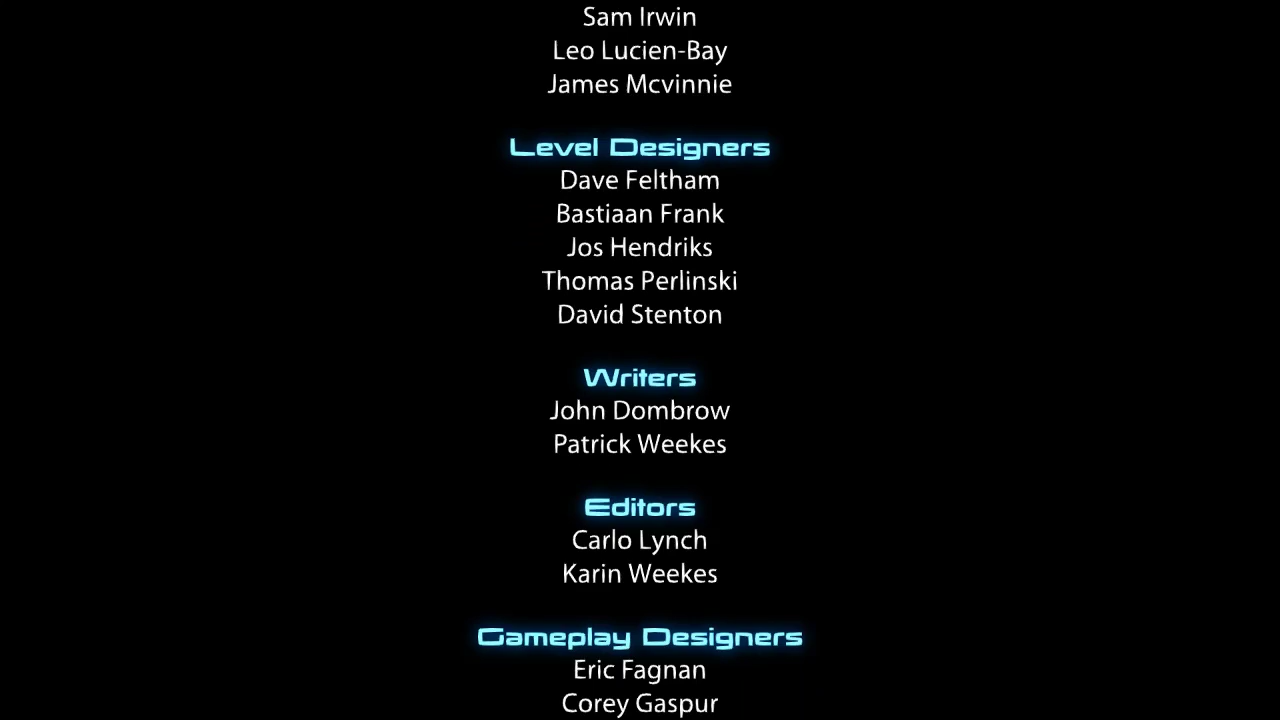 Sam Irwin
Leo Lucien-Bay
James Mcvinnie
Level Designers
Dave Feltham
Bastiaan Frank
Jos Hendriks
Thomas Perlinski
David Stenton
Writers
John Dombrow
Patrick Weekes
Editors
Carlo Lynch
Karin Weekes
Gameplay Designers
Eric Fagnan
Corey Gaspur